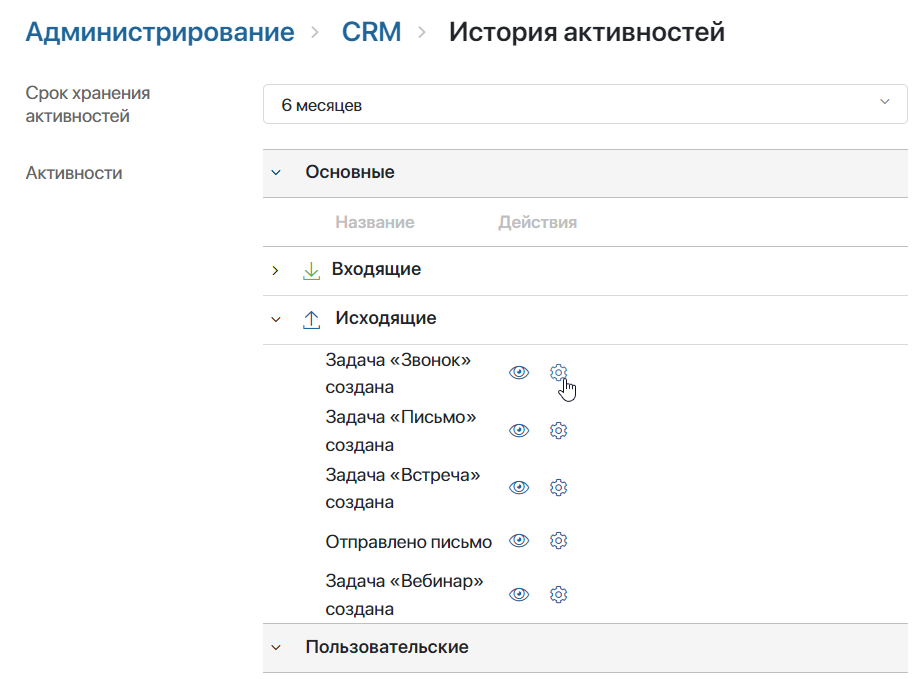 Администрирование > CRM > История активностей
Срок хранения
активностей
6 месяцев
Активности
Основные
Название Действия
Входящие
Исходящие
Задача «Звонок»
создана
Задача «Письмо»
создана
Задача «Встреча»
создана
Отправлено письмо
Задача «Вебинар»
создана
Пользовательские